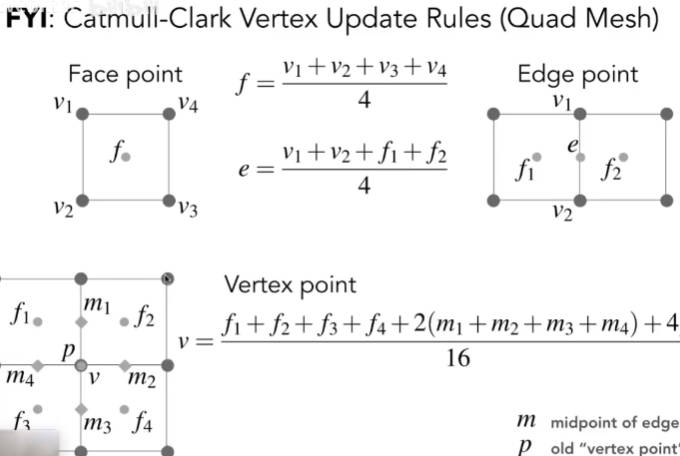 FYI: Catmull-Clark Vertex Update Rules (Quad Mesh)
Face point
v1 v4
f
v2 v3
f = (v1 + v2 + v3 + v4) / 4
e = (v1 + v2 + f1 + f2) / 4
Edge point
v1
e
f1 f2
v2
Vertex point
f1 m1 f2
p
m4 v m2
f3 m3 f4
v = (f1 + f2 + f3 + f4 + 2(m1 + m2 + m3 + m4) + 4 / 16
m midpoint of edge
p old "vertex point"